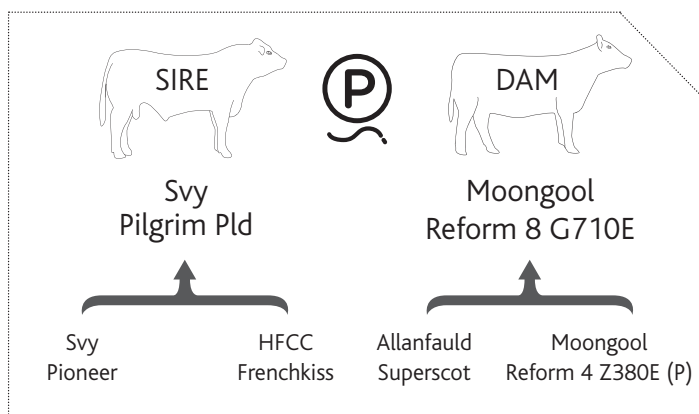 SIRE
P
DAM
Svy
Pilgrim Pld
Moongool
Reform 8 G710E
Svy
Pioneer
HFCC
Frenchkiss
Allanfauld
Superscot
Moongool
Reform 4 Z380E (P)